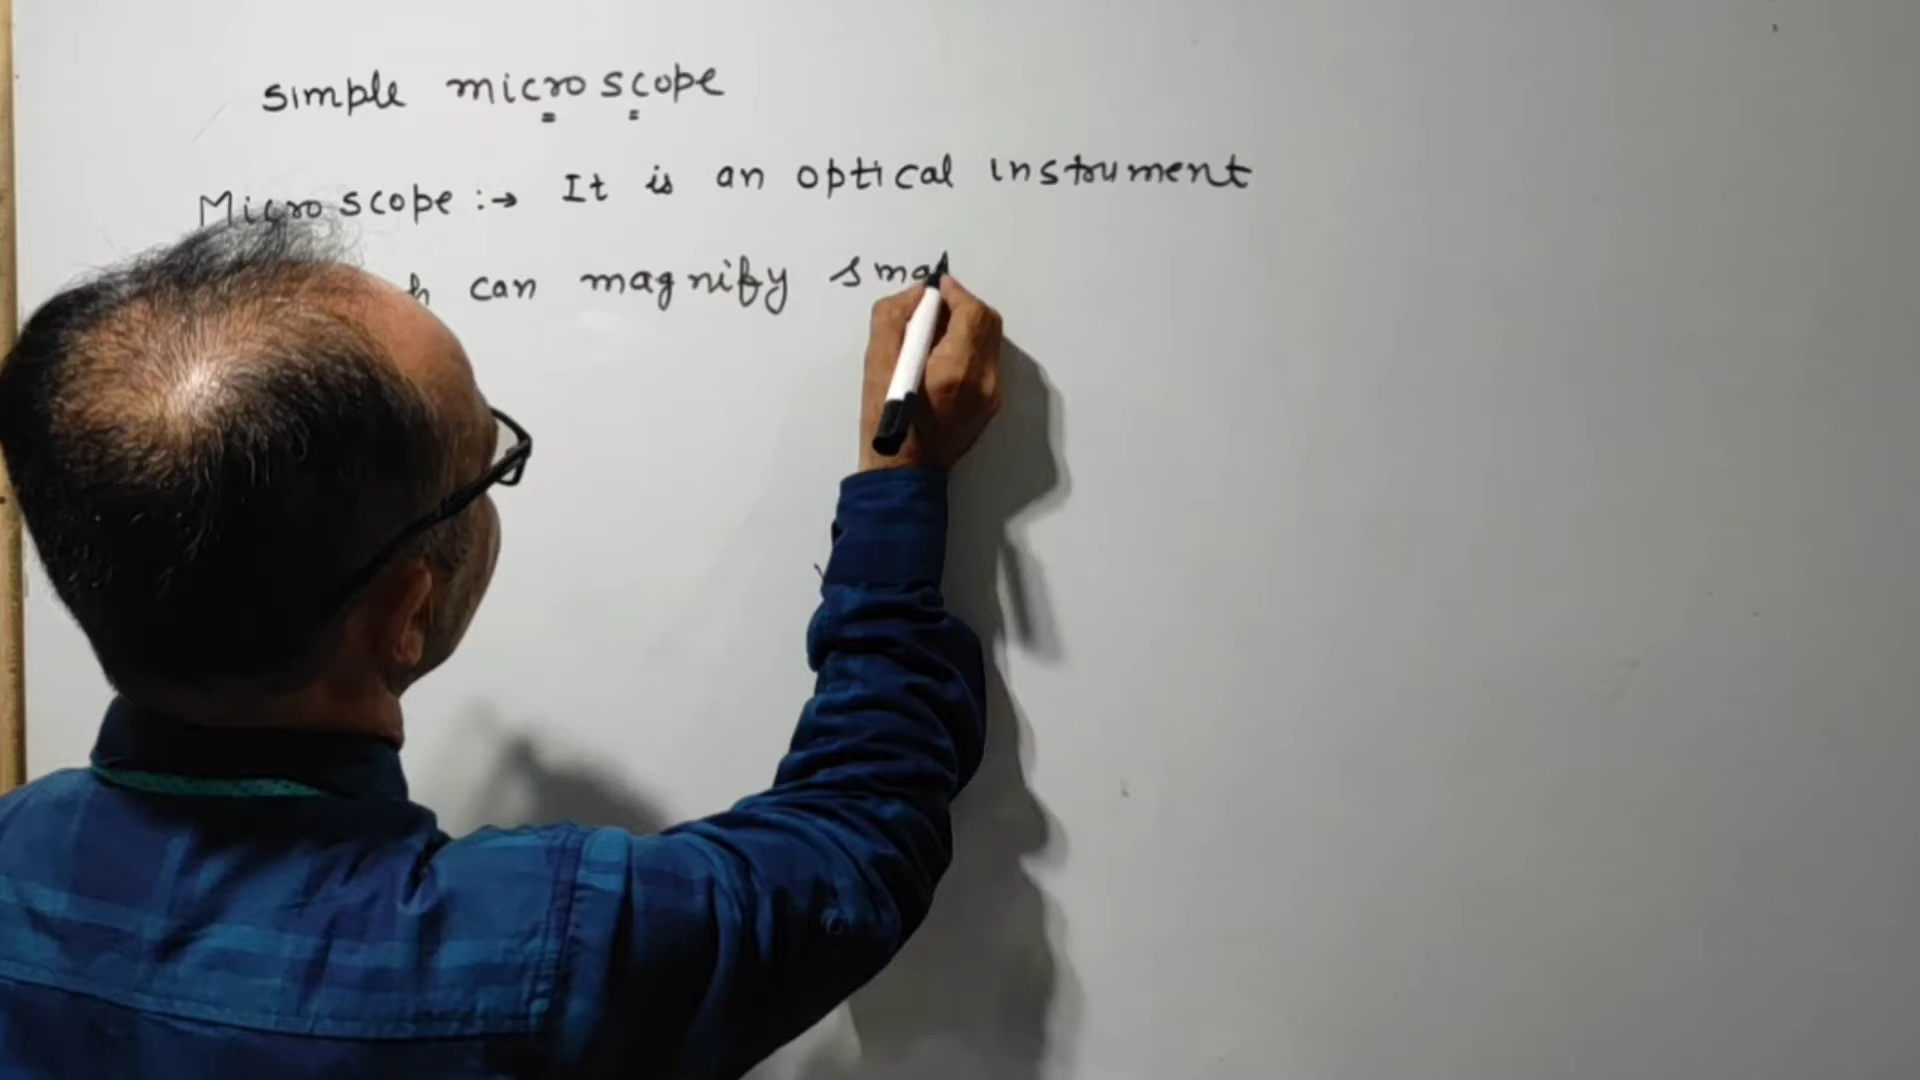 simple microscope
Microscope :→ It is an optical instrument
can magnify